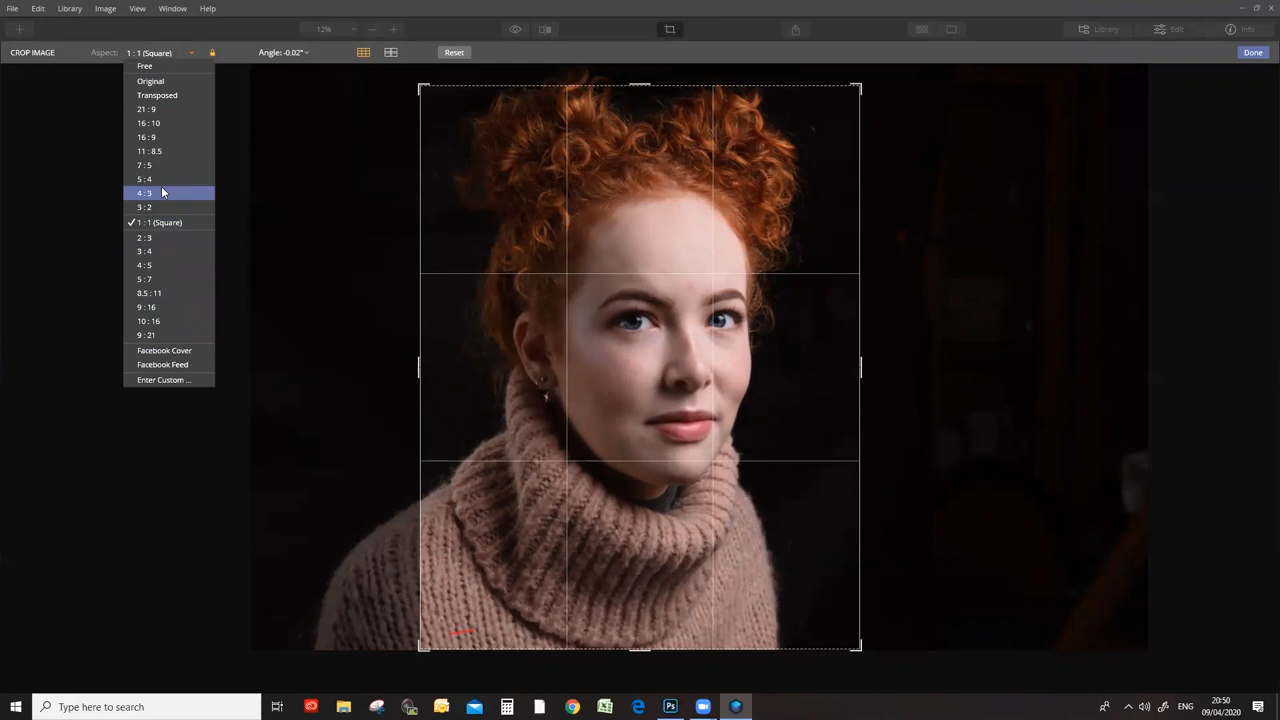 File Edit Library Image View Window Help
12%
Library Edit Info
CROP IMAGE Aspect: 1 : 1 (Square) Angle: -0.02° Reset Done
Free
Original
Transposed
21 : 9
16 : 10
16 : 9
11 : 8.5
7 : 5
5 : 4
4 : 3
3 : 2
1 : 1 (Square)
2 : 3
3 : 4
4 : 5
5 : 7
8.5 : 11
9 : 16
10 : 16
9 : 21
Facebook Cover
Facebook Feed
Enter Custom ...
Type here to search
Ps
ENG
20:50
09/04/2020